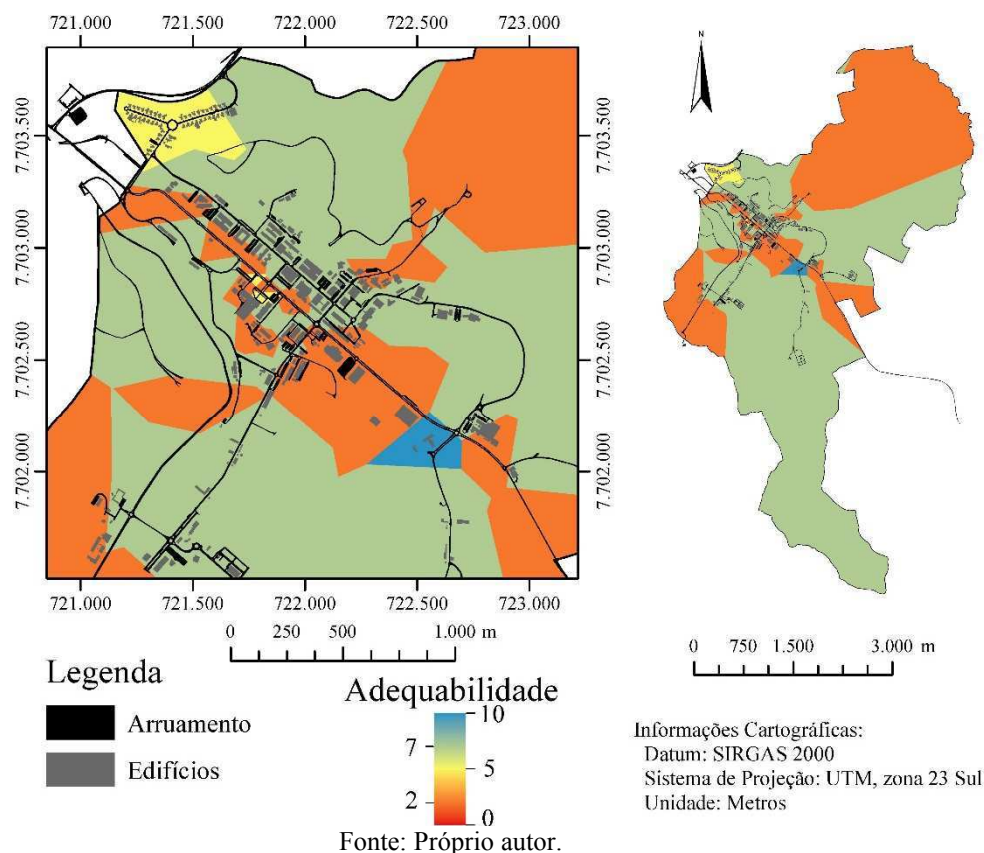 721.000 721.500 722.000 722.500 723.000
N
7.703.500 7.703.500
7.703.000 7.703.000
7.702.500 7.702.500
7.702.000 7.702.000
721.000 721.500 722.000 722.500 723.000
0 250 500 1.000 m
0 750 1.500 3.000 m
Legenda
Arruamento
Edifícios
Adequabilidade
10
7
5
2
0
Informações Cartográficas:
Datum: SIRGAS 2000
Sistema de Projeção: UTM, zona 23 Sul
Unidade: Metros
Fonte: Próprio autor.